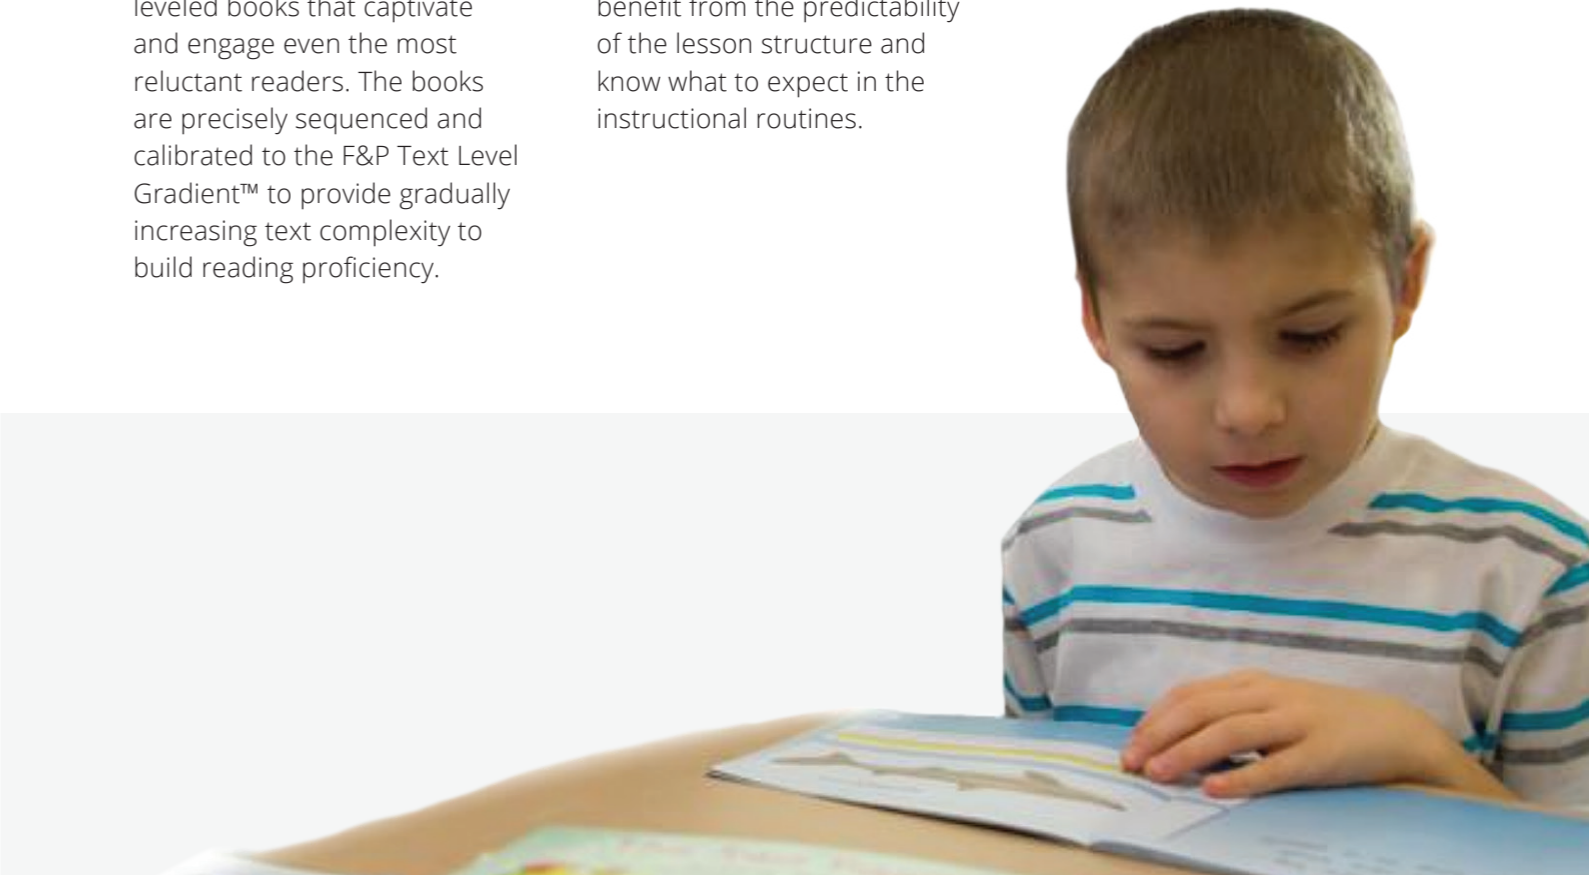 leveled books that captivate
and engage even the most
reluctant readers. The books
are precisely sequenced and
calibrated to the F&P Text Level
Gradient™ to provide gradually
increasing text complexity to
build reading proficiency.
benefit from the predictability
of the lesson structure and
know what to expect in the
instructional routines.